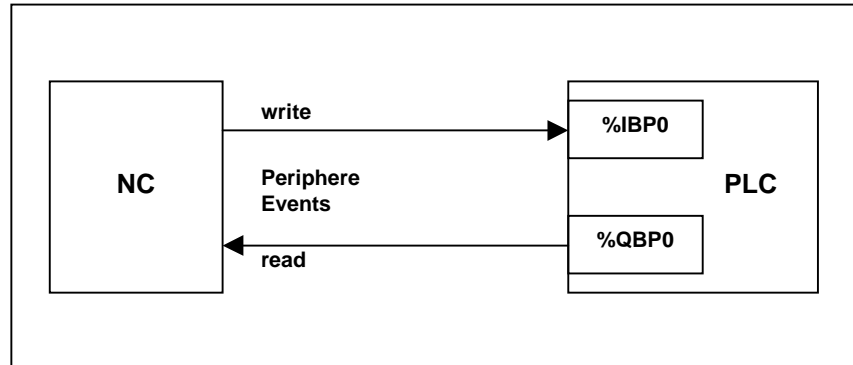 write
%IBP0
NC
Periphere
Events
PLC
%QBP0
read